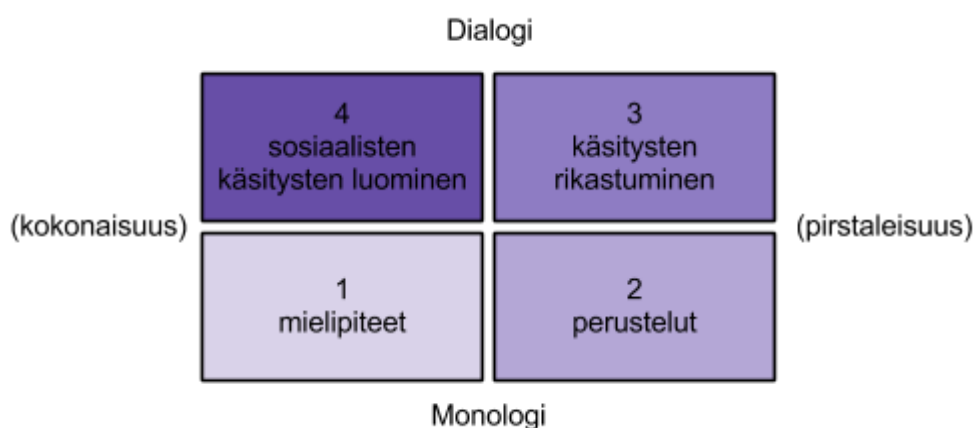 Dialogi
4
sosiaalisten
käsitysten luominen
3
käsitysten
rikastuminen
(kokonaisuus)
(pirstaleisuus)
1
mielipiteet
2
perustelut
Monologi